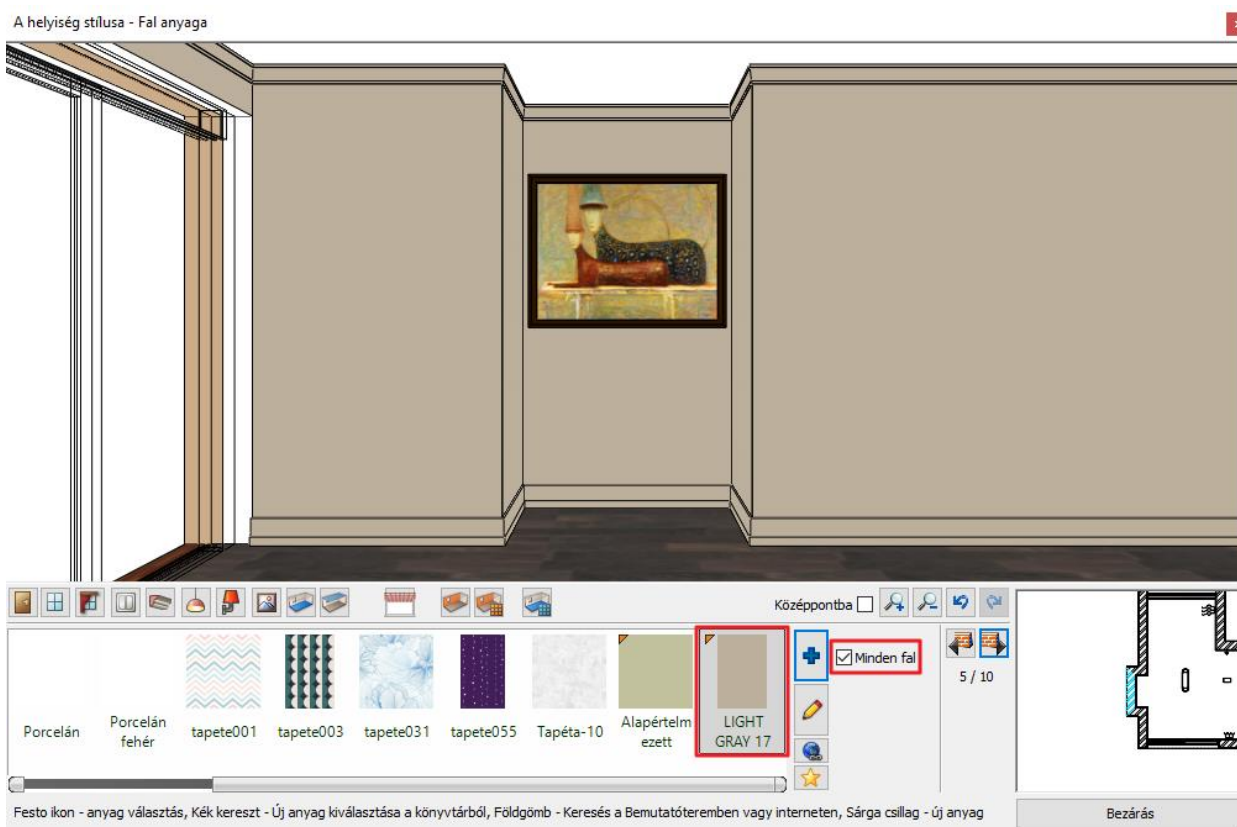 A helyiség stílusa - Fal anyaga
Középpontba
Minden fal
5 / 10
Porcelán
Porcelán
fehér
tapete001
tapete003
tapete031
tapete055
Tapéta-10
Alapértelm
ezett
LIGHT
GRAY 17
Festo ikon - anyag választás, Kék kereszt - Új anyag kiválasztása a könyvtárból, Földgömb - Keresés a Bemutatóteremben vagy interneten, Sárga csillag - új anyag
Bezárás